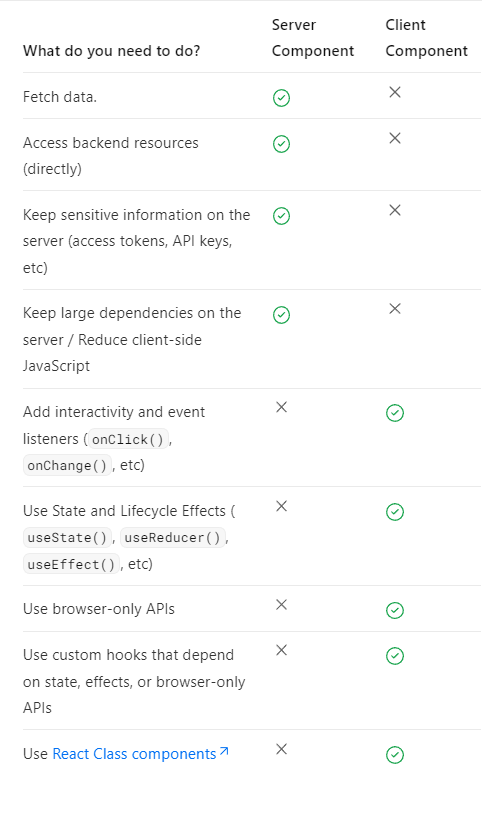 What do you need to do?
Server Component
Client Component
Fetch data.
Access backend resources
(directly)
Keep sensitive information on the
server (access tokens, API keys,
etc)
Keep large dependencies on the
server / Reduce client-side
JavaScript
Add interactivity and event
listeners (onClick(),
onChange(), etc)
Use State and Lifecycle Effects (
useState(), useReducer(),
useEffect(), etc)
Use browser-only APIs
Use custom hooks that depend
on state, effects, or browser-only
APIs
Use React Class components